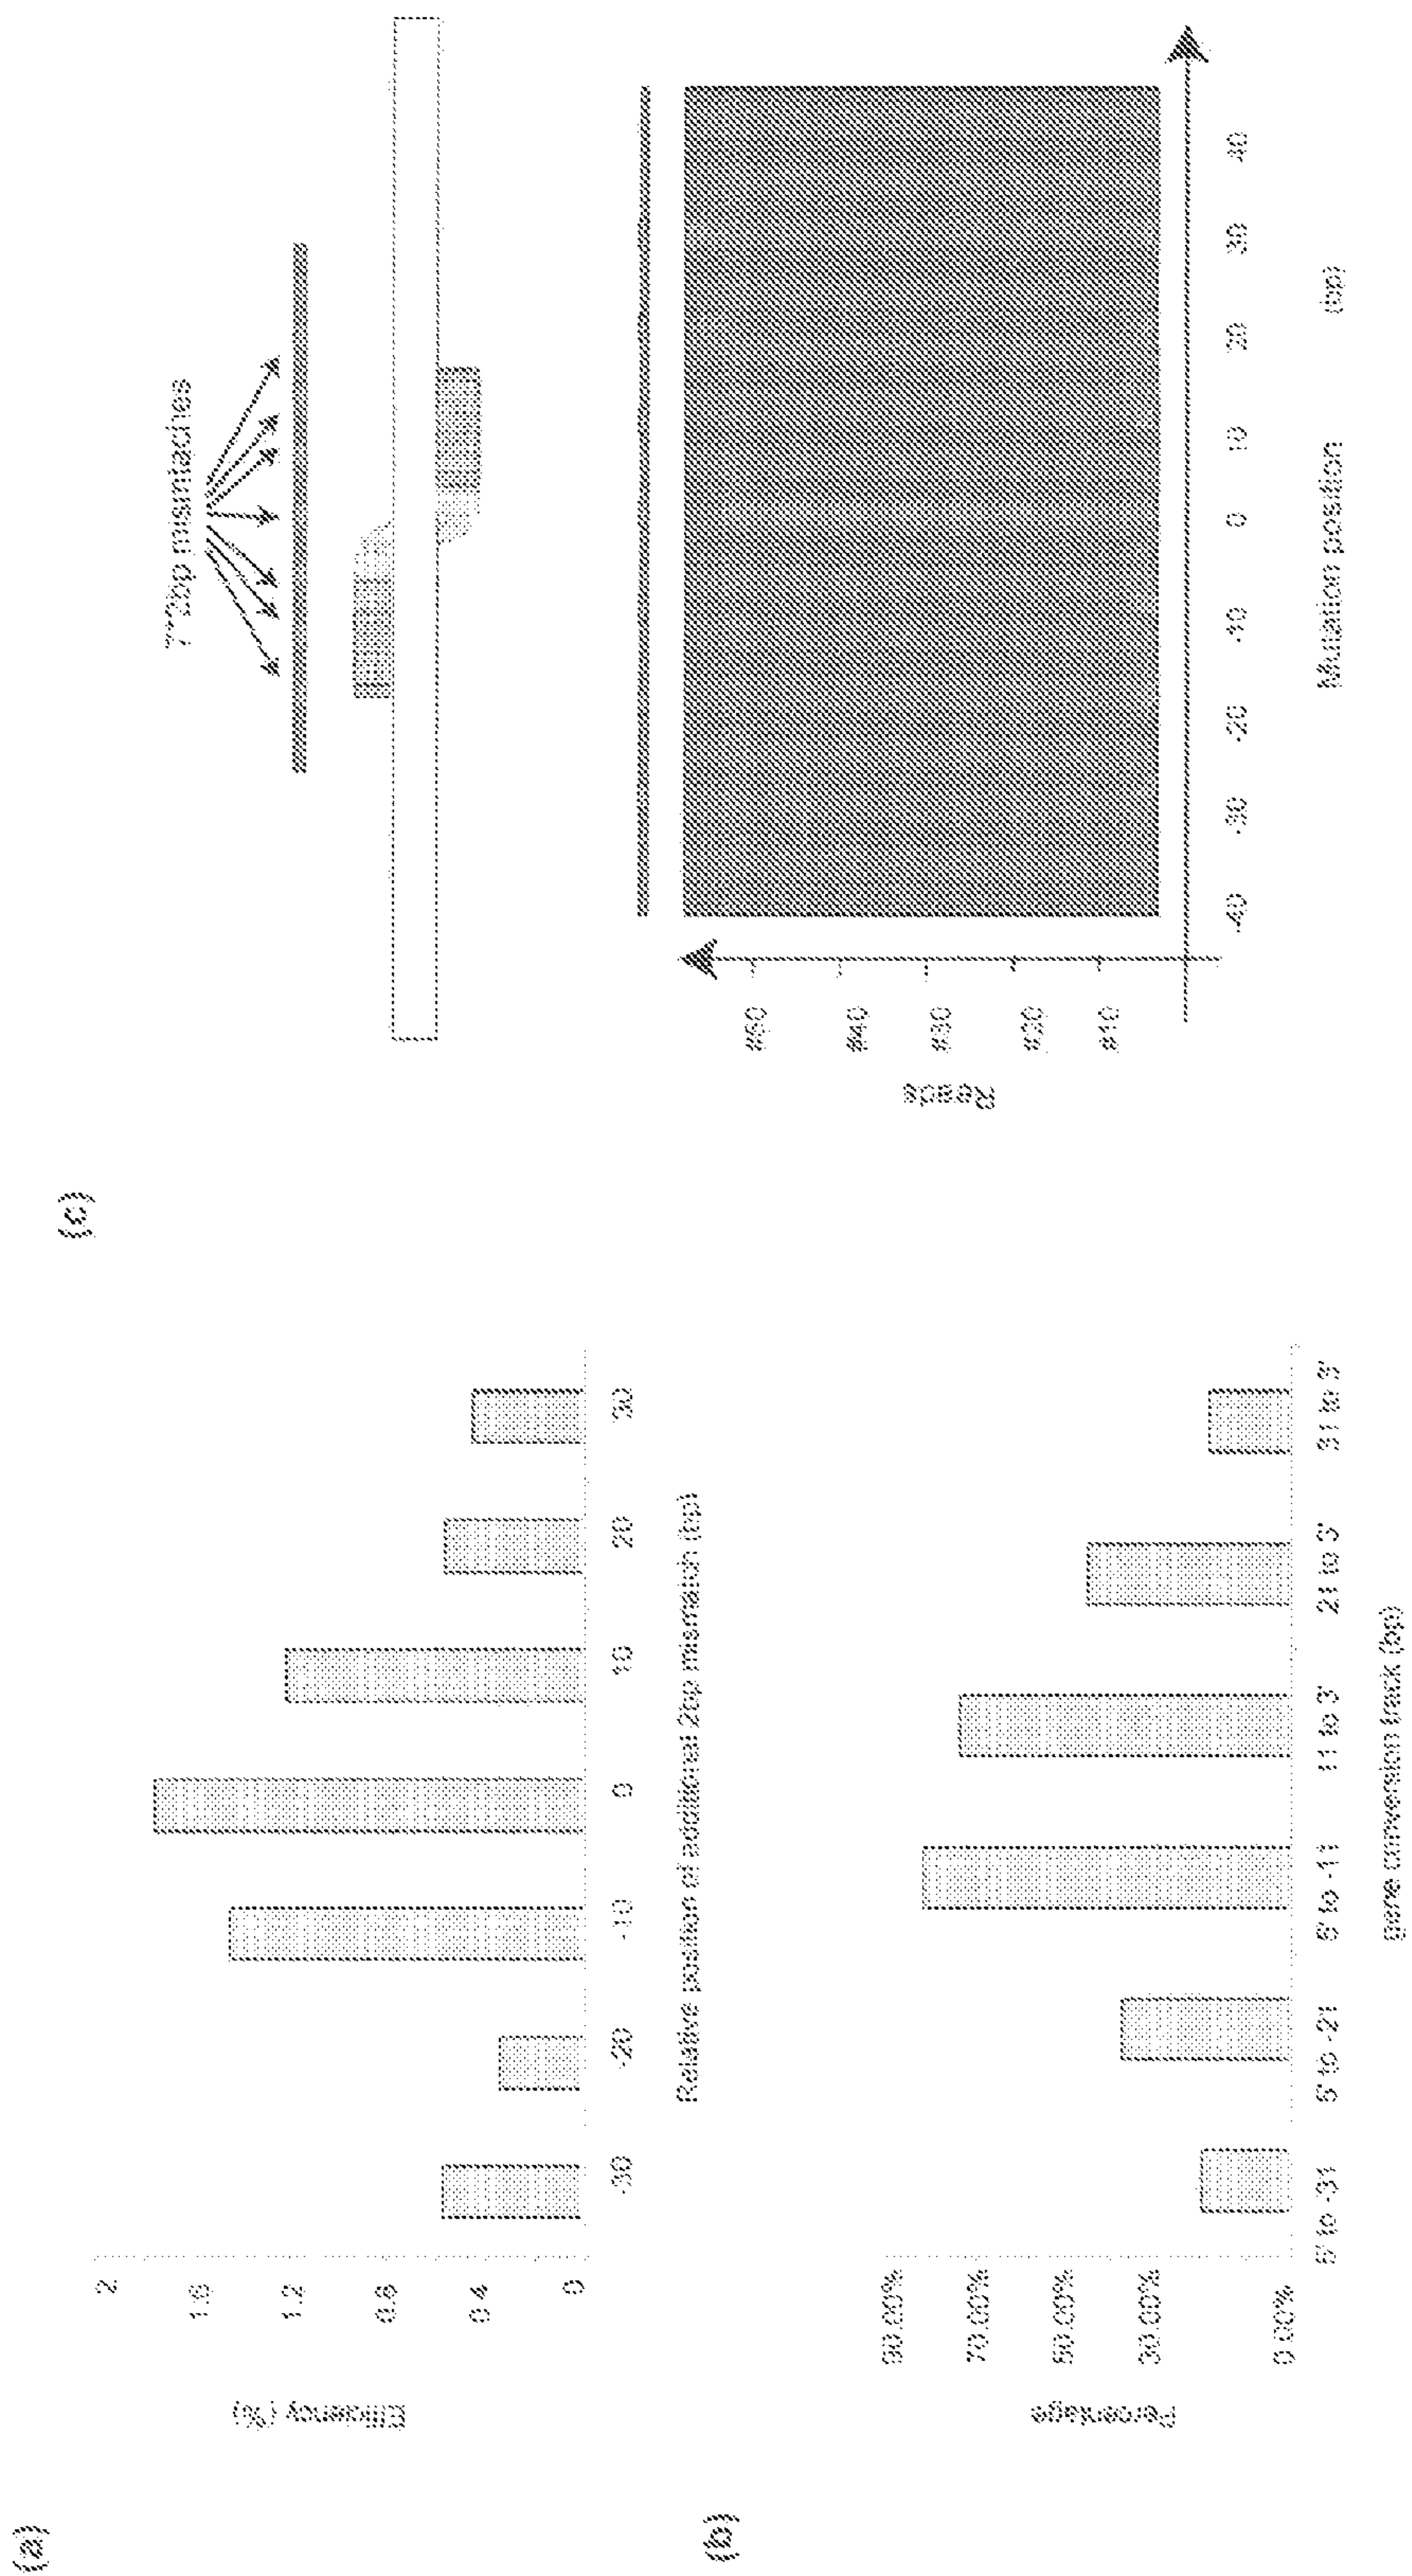 (a)
Efficiency (%)
2
1.6
1.2
0.8
0.4
0
-30
-20
-10
0
10
20
30
Relative position of additional 2bp mismatch (bp)
(b)
Percentage
90.00%
70.00%
50.00%
30.00%
0.00%
5' to -31
5' to -21
5' to -11
11 to 3'
21 to 3'
31 to 3'
gene conversion track (bp)
(c)
7*2bp mismatches
Reads
#50
#40
#30
#20
#10
-40
-30
-20
-10
0
10
20
30
40
Mutation position (bp)